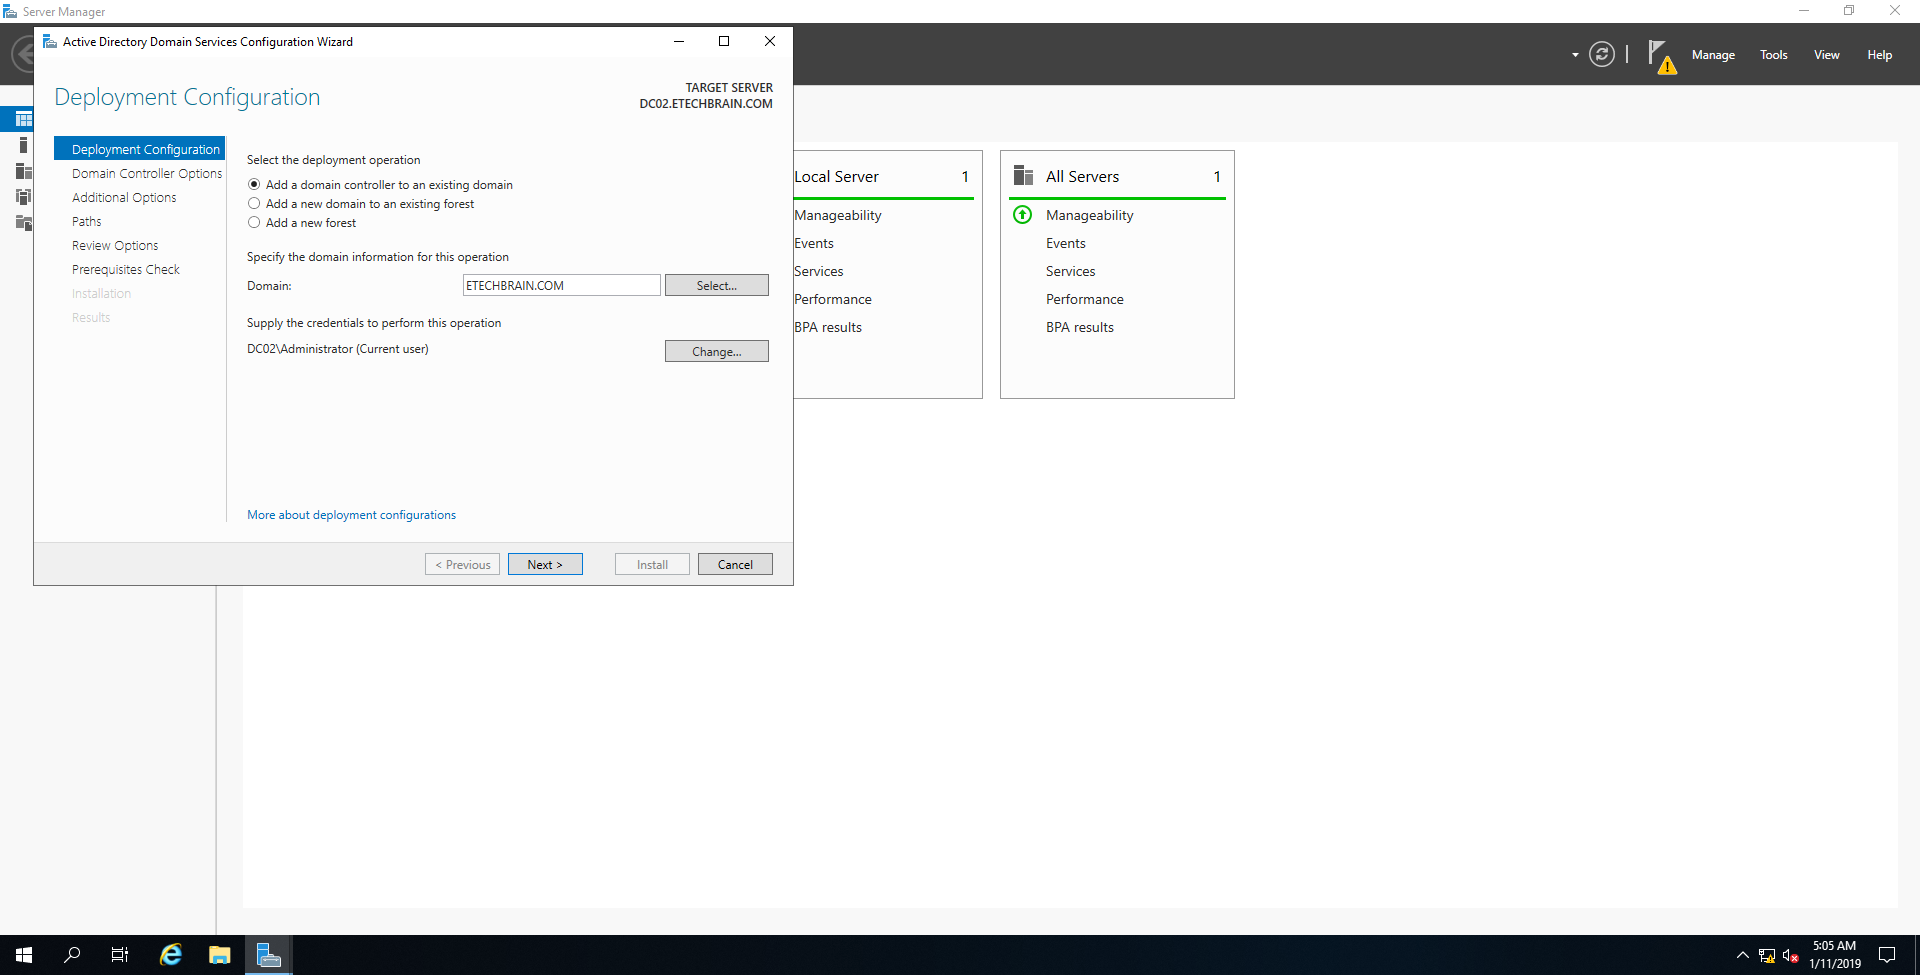 Server Manager
Active Directory Domain Services Configuration Wizard
Manage
Tools
View
Help
Deployment Configuration
TARGET SERVER
DC02.ETECHBRAIN.COM
Deployment Configuration
Domain Controller Options
Additional Options
Paths
Review Options
Prerequisites Check
Installation
Results
Select the deployment operation
Add a domain controller to an existing domain
Add a new domain to an existing forest
Add a new forest
Specify the domain information for this operation
Domain:
ETECHBRAIN.COM
Select...
Supply the credentials to perform this operation
DC02\Administrator (Current user)
Change...
More about deployment configurations
< Previous
Next >
Install
Cancel
Local Server
1
Manageability
Events
Services
Performance
BPA results
All Servers
1
Manageability
Events
Services
Performance
BPA results
5:05 AM
1/11/2019